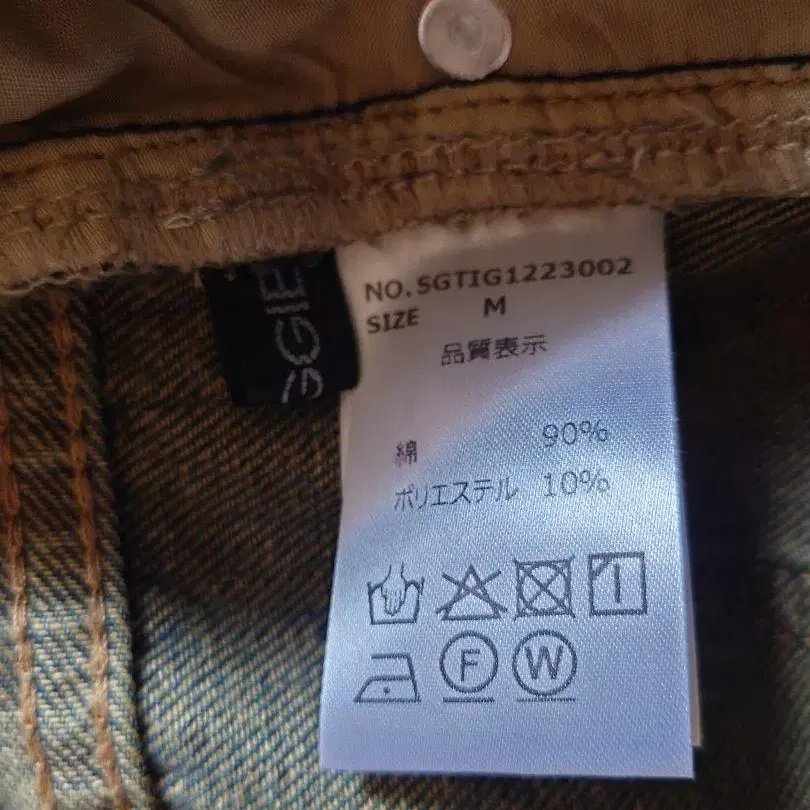 NO.SGTIG1223002
SIZE M
品質表示
綿 90%
ポリエステル 10%
F W